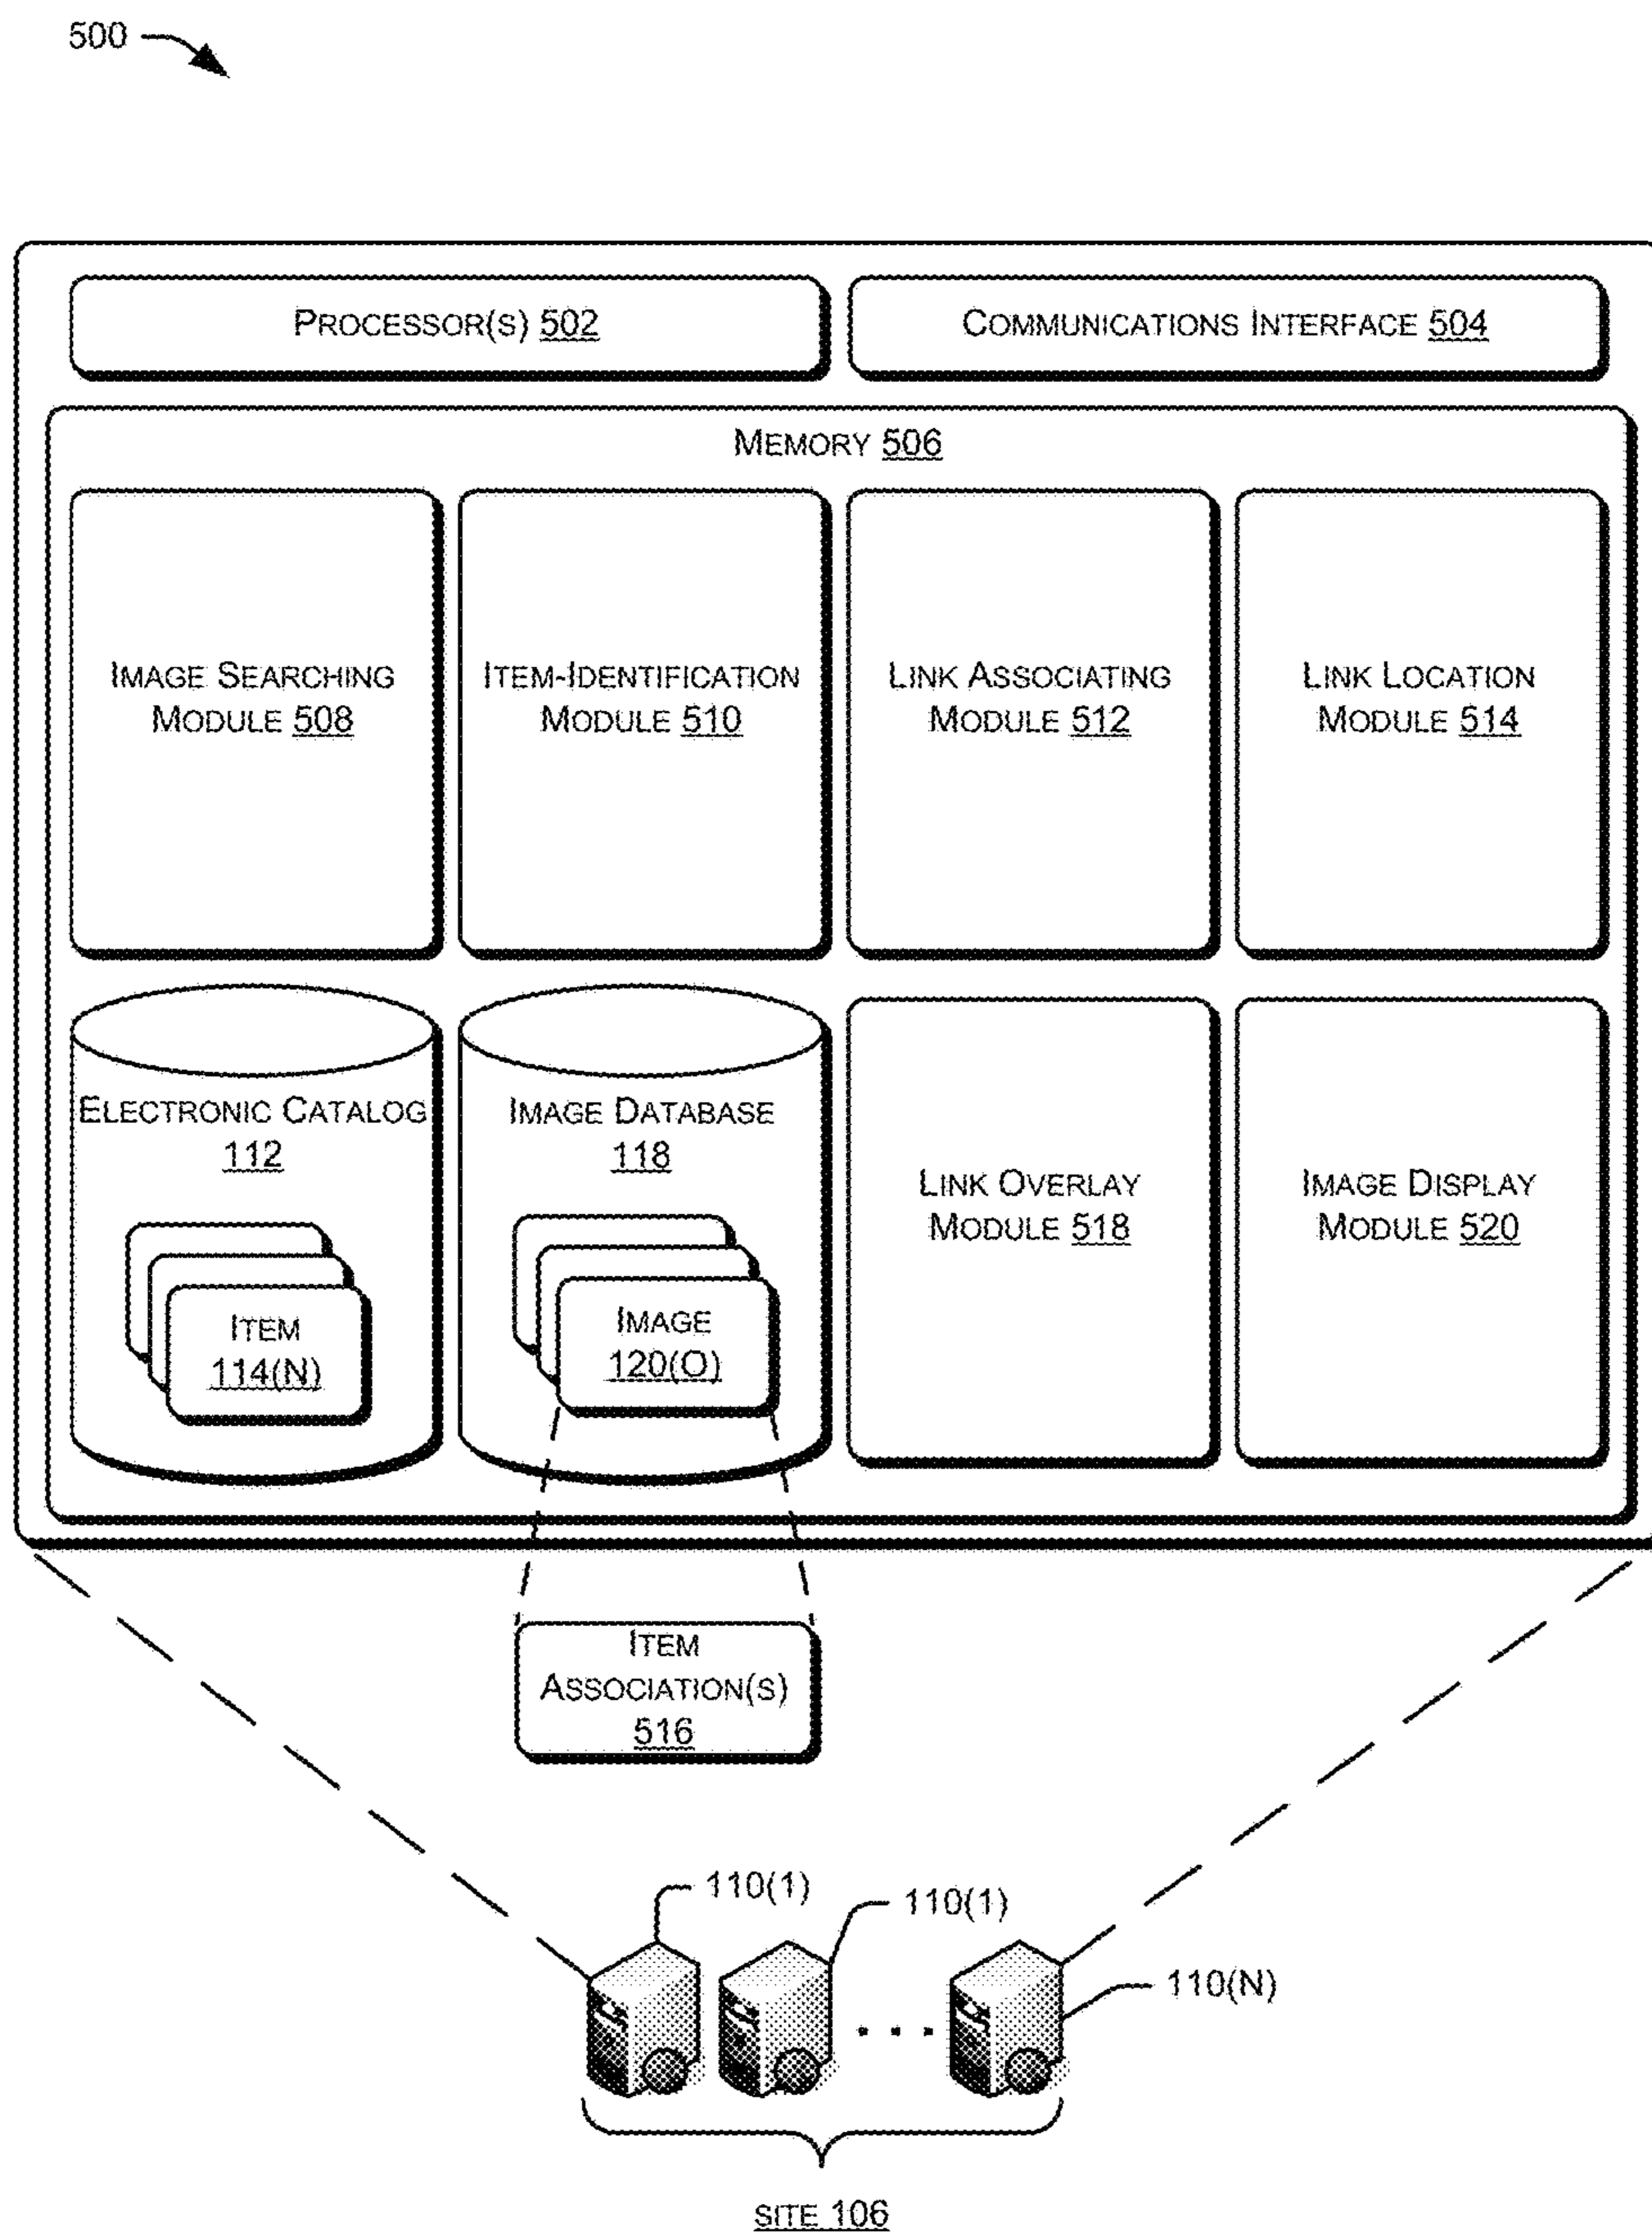 500
PROCESSOR(S) 502
COMMUNICATIONS INTERFACE 504
MEMORY 506
IMAGE SEARCHING
MODULE 508
ITEM-IDENTIFICATION
MODULE 510
LINK ASSOCIATING
MODULE 512
LINK LOCATION
MODULE 514
ELECTRONIC CATALOG
112
ITEM
114(N)
IMAGE DATABASE
118
IMAGE
120(O)
LINK OVERLAY
MODULE 518
IMAGE DISPLAY
MODULE 520
ITEM
ASSOCIATION(S)
516
110(1)
110(1)
110(N)
SITE 106